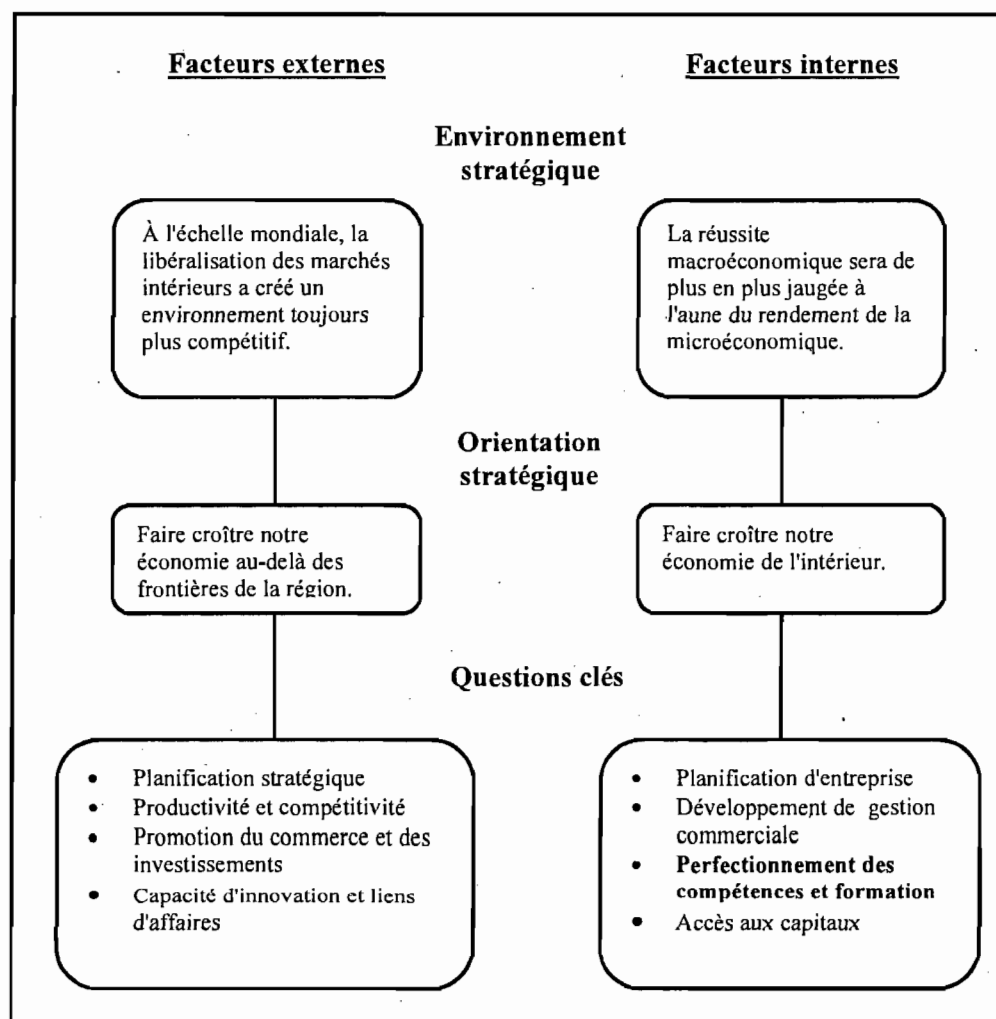 Facteurs externes
Facteurs internes
Environnement
stratégique
À l'échelle mondiale, la
libéralisation des marchés
intérieurs a créé un
environnement toujours
plus compétitif.
La réussite
macroéconomique sera de
plus en plus jaugée à
l'aune du rendement de la
microéconomique.
Orientation
stratégique
Faire croître notre
économie au-delà des
frontières de la région.
Faire croître notre
économie de l'intérieur.
Questions clés
• Planification stratégique
• Productivité et compétitivité
• Promotion du commerce et des
investissements
• Capacité d'innovation et liens
d'affaires
• Planification d'entreprise
• Développement de gestion
commerciale
• Perfectionnement des
compétences et formation
• Accès aux capitaux